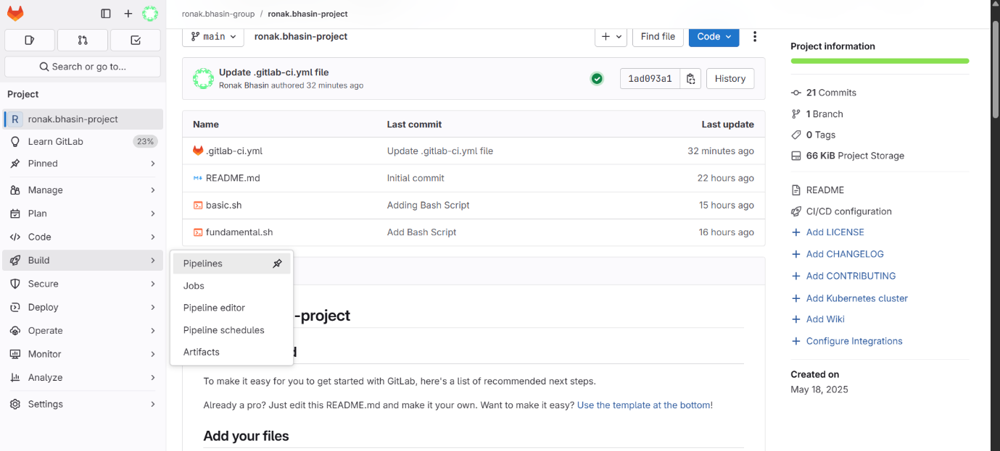 ronak.bhasin-group / ronak.bhasin-project
Search or go to...
Project
R ronak.bhasin-project
Learn GitLab 23%
Pinned
Manage
Plan
Code
Build
Secure
Deploy
Operate
Monitor
Analyze
Settings
Pipelines
Jobs
Pipeline editor
Pipeline schedules
Artifacts
main ronak.bhasin-project + Find file Code
Update .gitlab-ci.yml file
Ronak Bhasin authored 32 minutes ago
1ad093a1 History
Name Last commit Last update
.gitlab-ci.yml Update .gitlab-ci.yml file 32 minutes ago
README.md Initial commit 22 hours ago
basic.sh Adding Bash Script 15 hours ago
fundamental.sh Add Bash Script 16 hours ago
-project
d
To make it easy for you to get started with GitLab, here's a list of recommended next steps.
Already a pro? Just edit this README.md and make it your own. Want to make it easy? Use the template at the bottom!
Add your files
Project information
21 Commits
1 Branch
0 Tags
66 KiB Project Storage
README
CI/CD configuration
+ Add LICENSE
+ Add CHANGELOG
+ Add CONTRIBUTING
+ Add Kubernetes cluster
+ Add Wiki
+ Configure Integrations
Created on
May 18, 2025